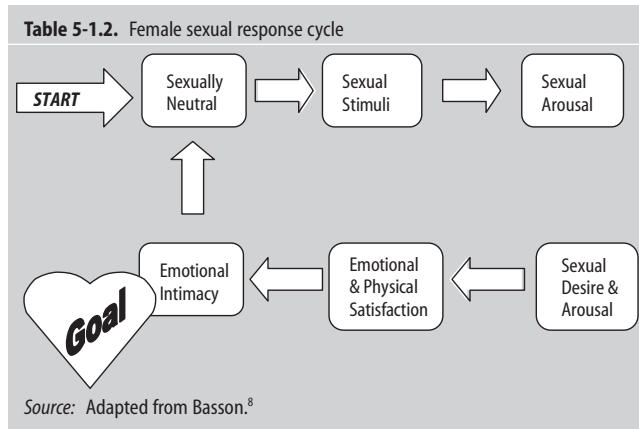 Table 5-1.2. Female sexual response cycle
START
Sexually
Neutral
Sexual
Stimuli
Sexual
Arousal
Emotional
Intimacy
Emotional
& Physical
Satisfaction
Sexual
Desire &
Arousal
Goal
Source: Adapted from Basson.8